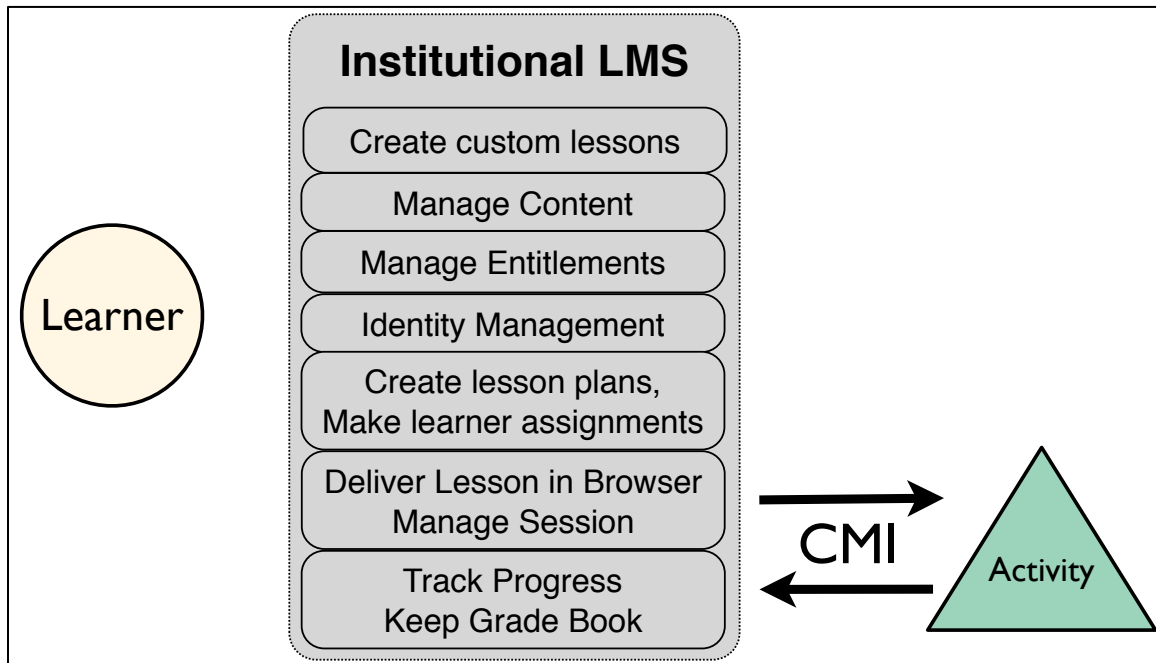 Institutional LMS
Create custom lessons
Manage Content
Manage Entitlements
Identity Management
Create lesson plans,
Make learner assignments
Deliver Lesson in Browser
Manage Session
Track Progress
Keep Grade Book
Learner
CMI
Activity